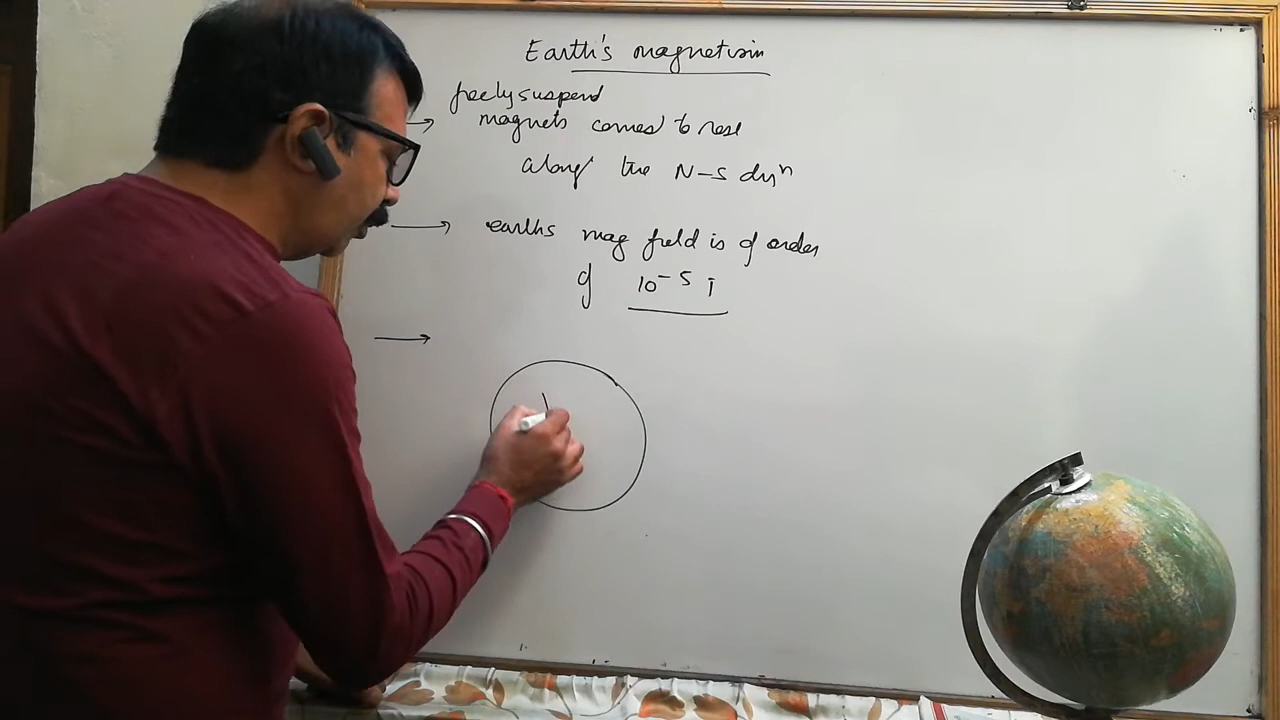 Earth's magnetism
freely suspend
→ magnets comes to rest
along the N-S dirⁿ
→ earths mag field is of order
of 10⁻⁵ T
→